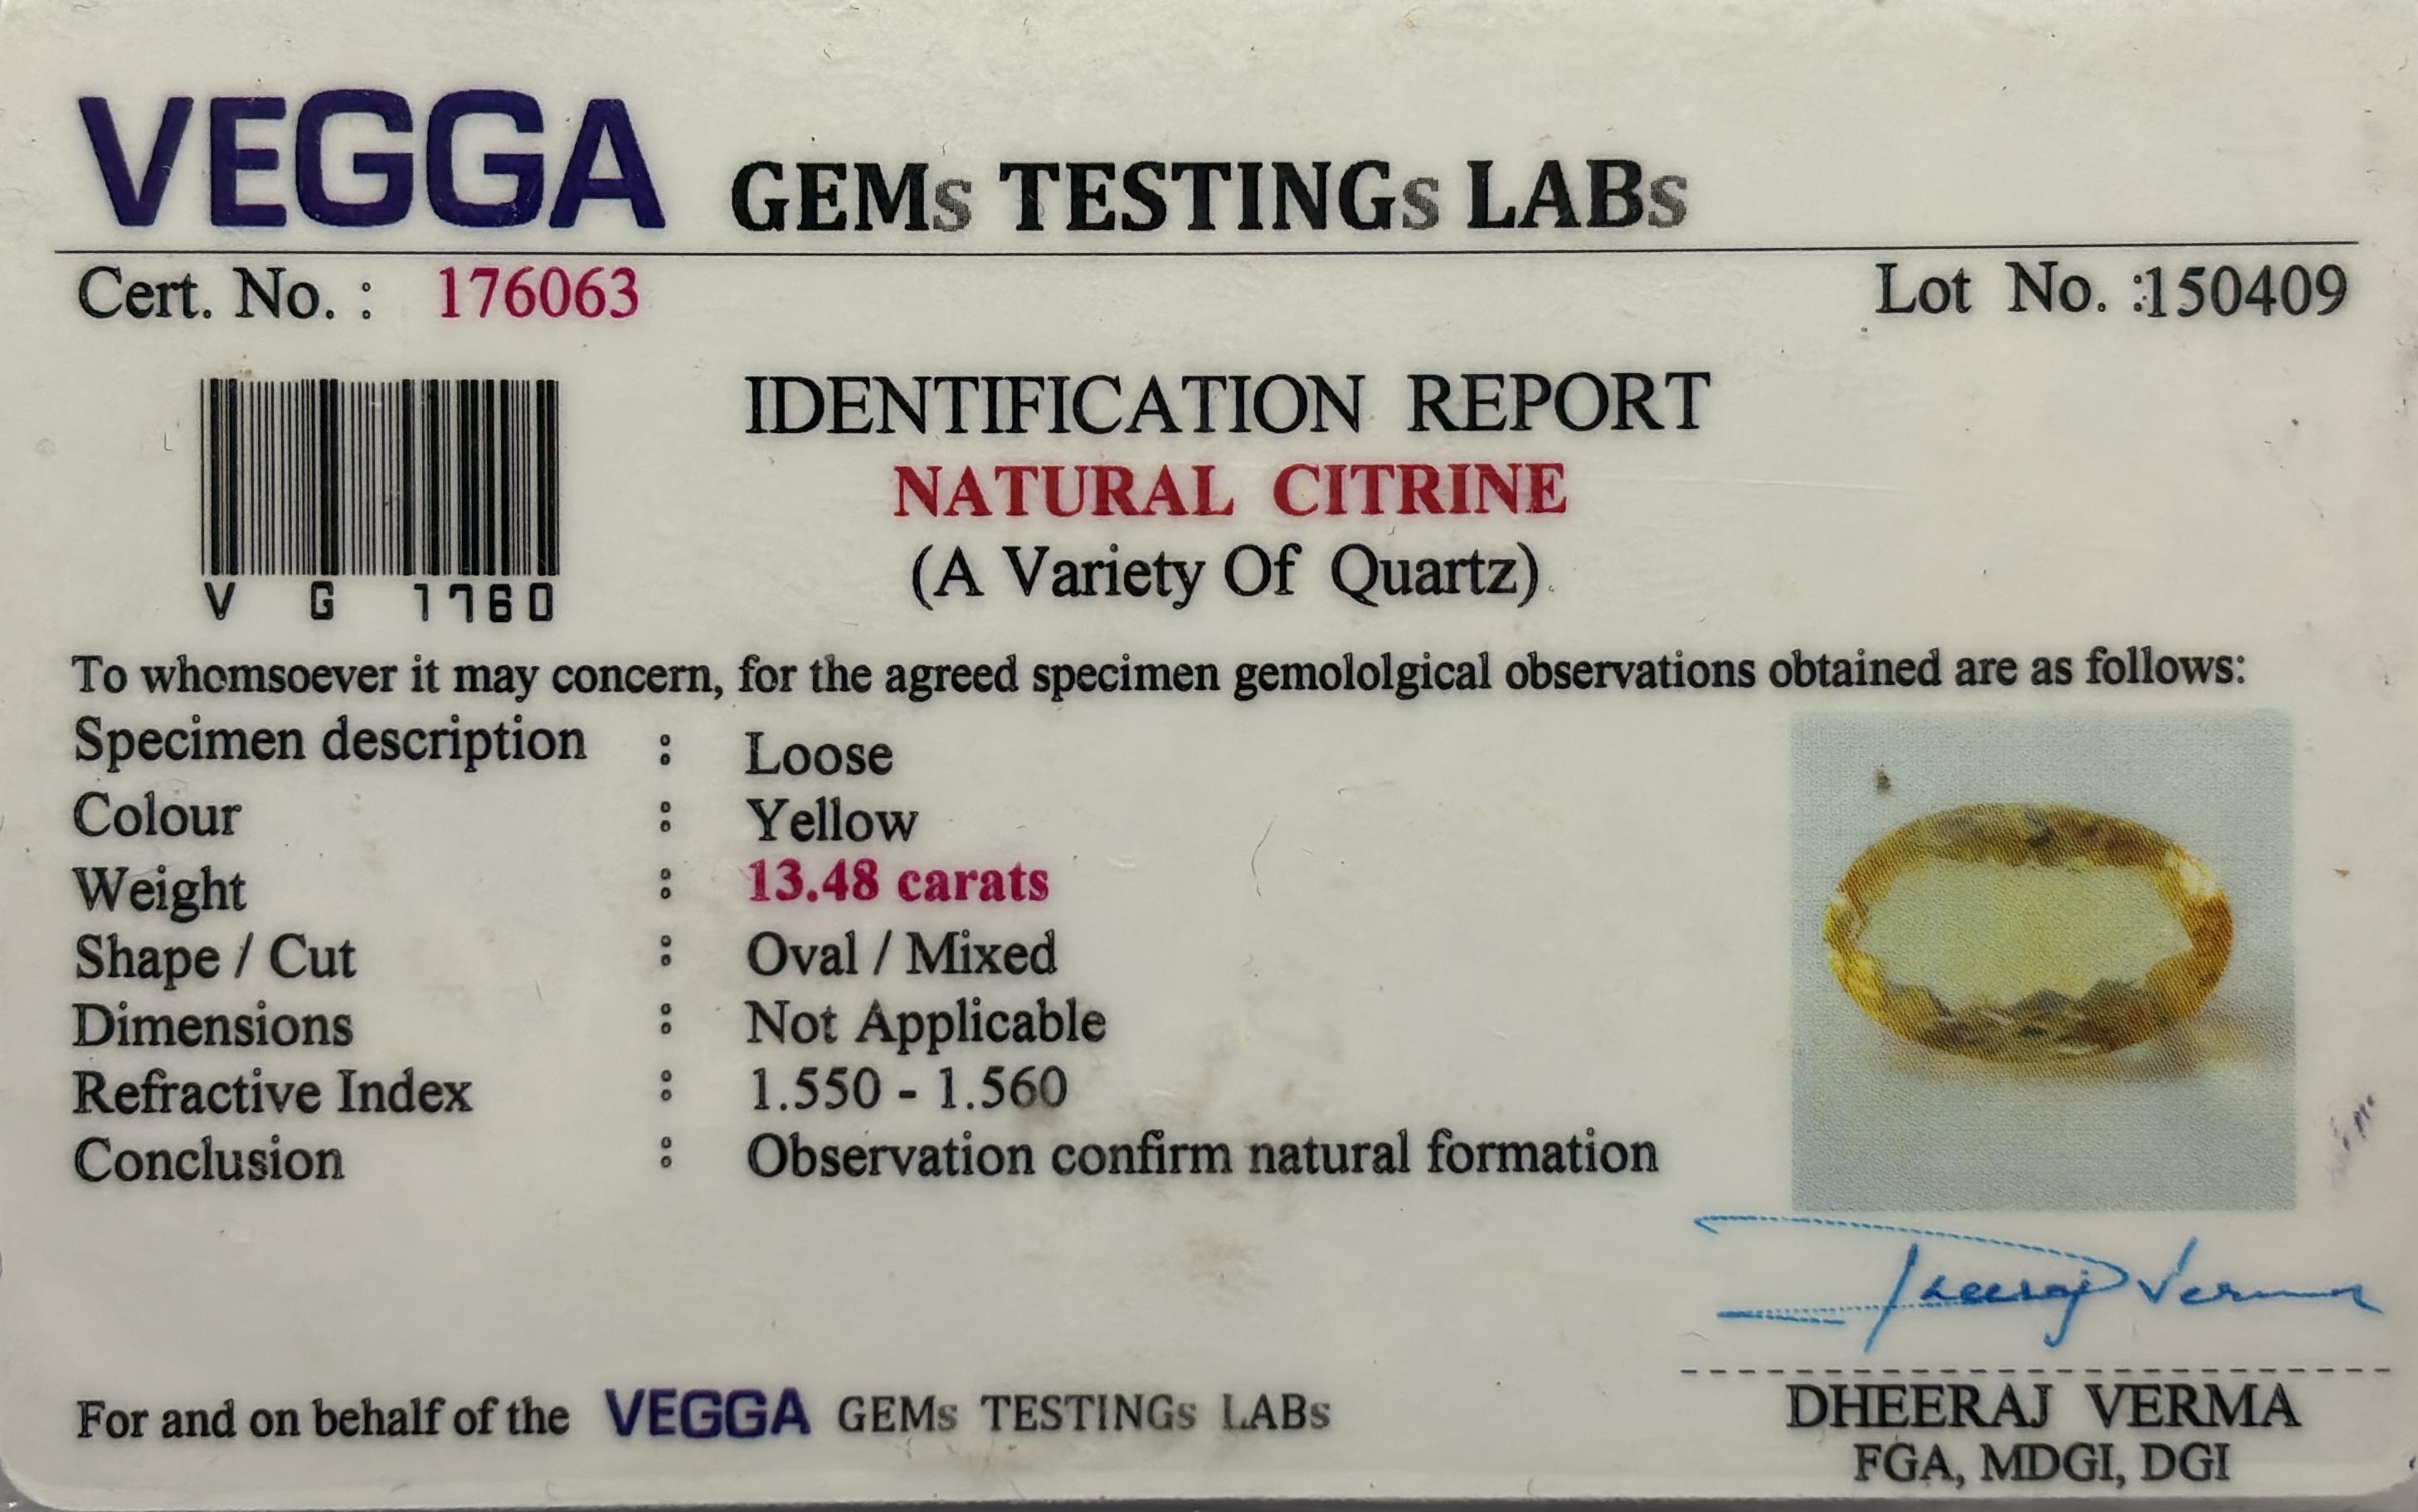 VEGGA GEMs TESTINGs LABs
Cert. No. : 176063 Lot No. :150409
V G 1760
IDENTIFICATION REPORT
NATURAL CITRINE
(A Variety Of Quartz)
To whomsoever it may concern, for the agreed specimen gemololgical observations obtained are as follows:
Specimen description : Loose
Colour : Yellow
Weight : 13.48 carats
Shape / Cut : Oval / Mixed
Dimensions : Not Applicable
Refractive Index : 1.550 - 1.560
Conclusion : Observation confirm natural formation
Dheeraj Verma
For and on behalf of the VEGGA GEMs TESTINGs LABs
DHEERAJ VERMA
FGA, MDGI, DGI